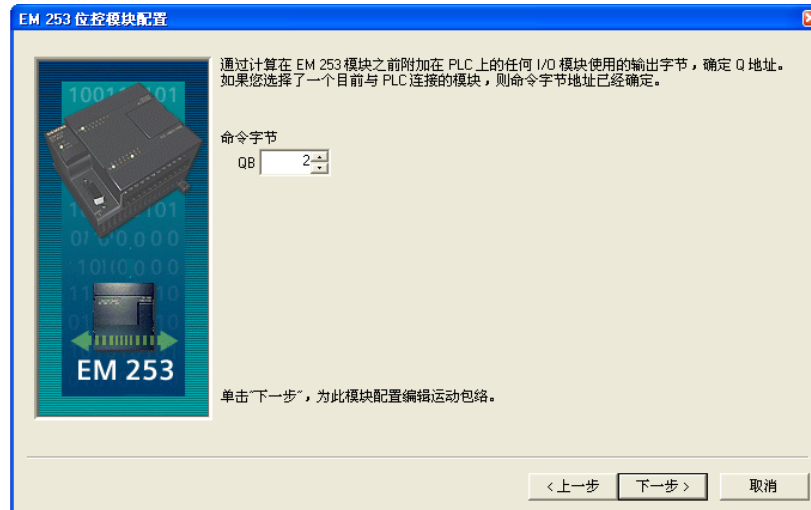 EM 253 位控模块配置
通过计算在 EM 253 模块之前附加在 PLC 上的任何 I/O 模块使用的输出字节，确定 Q 地址。
如果您选择了一个目前与 PLC 连接的模块，则命令字节地址已经确定。
命令字节
QB 2
EM 253
单击“下一步”，为此模块配置编辑运动包络。
<上一步 下一步> 取消